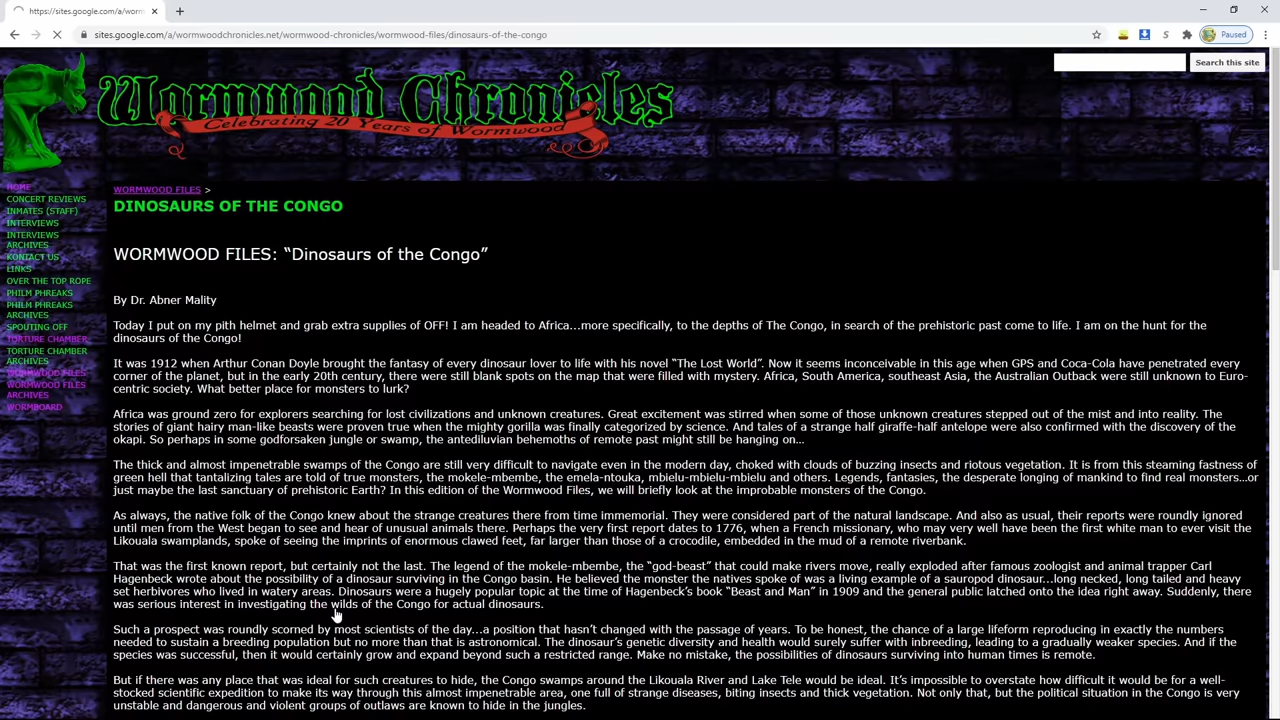 https://sites.google.com/a/worm
sites.google.com/a/wormwoodchronicles.net/wormwood-chronicles/wormwood-files/dinosaurs-of-the-congo
Paused
Search this site
Wormwood Chronicles
Celebrating 20 Years of Wormwood
HOME
CONCERT REVIEWS
INMATES (STAFF)
INTERVIEWS
INTERVIEWS
ARCHIVES
KONTACT US
LINKS
OVER THE TOP ROPE
PHILM PHREAKS
PHILM PHREAKS
ARCHIVES
SPOUTING OFF
TORTURE CHAMBER
TORTURE CHAMBER
ARCHIVES
WORMWOOD FILES
WORMWOOD FILES
ARCHIVES
WORMBOARD
WORMWOOD FILES >
DINOSAURS OF THE CONGO
WORMWOOD FILES: “Dinosaurs of the Congo”
By Dr. Abner Mality
Today I put on my pith helmet and grab extra supplies of OFF! I am headed to Africa...more specifically, to the depths of The Congo, in search of the prehistoric past come to life. I am on the hunt for the
dinosaurs of the Congo!
It was 1912 when Arthur Conan Doyle brought the fantasy of every dinosaur lover to life with his novel “The Lost World”. Now it seems inconceivable in this age when GPS and Coca-Cola have penetrated every
corner of the planet, but in the early 20th century, there were still blank spots on the map that were filled with mystery. Africa, South America, southeast Asia, the Australian Outback were still unknown to Euro-
centric society. What better place for monsters to lurk?
Africa was ground zero for explorers searching for lost civilizations and unknown creatures. Great excitement was stirred when some of those unknown creatures stepped out of the mist and into reality. The
stories of giant hairy man-like beasts were proven true when the mighty gorilla was finally categorized by science. And tales of a strange half giraffe-half antelope were also confirmed with the discovery of the
okapi. So perhaps in some godforsaken jungle or swamp, the antediluvian behemoths of remote past might still be hanging on...
The thick and almost impenetrable swamps of the Congo are still very difficult to navigate even in the modern day, choked with clouds of buzzing insects and riotous vegetation. It is from this steaming fastness of
green hell that tantalizing tales are told of true monsters, the mokele-mbembe, the emela-ntouka, mbielu-mbielu-mbielu and others. Legends, fantasies, the desperate longing of mankind to find real monsters...or
just maybe the last sanctuary of prehistoric Earth? In this edition of the Wormwood Files, we will briefly look at the improbable monsters of the Congo.
As always, the native folk of the Congo knew about the strange creatures there from time immemorial. They were considered part of the natural landscape. And also as usual, their reports were roundly ignored
until men from the West began to see and hear of unusual animals there. Perhaps the very first report dates to 1776, when a French missionary, who may very well have been the first white man to ever visit the
Likouala swamplands, spoke of seeing the imprints of enormous clawed feet, far larger than those of a crocodile, embedded in the mud of a remote riverbank.
That was the first known report, but certainly not the last. The legend of the mokele-mbembe, the “god-beast” that could make rivers move, really exploded after famous zoologist and animal trapper Carl
Hagenbeck wrote about the possibility of a dinosaur surviving in the Congo basin. He believed the monster the natives spoke of was a living example of a sauropod dinosaur...long necked, long tailed and heavy
set herbivores who lived in watery areas. Dinosaurs were a hugely popular topic at the time of Hagenbeck’s book “Beast and Man” in 1909 and the general public latched onto the idea right away. Suddenly, there
was serious interest in investigating the wilds of the Congo for actual dinosaurs.
Such a prospect was roundly scorned by most scientists of the day...a position that hasn’t changed with the passage of years. To be honest, the chance of a large lifeform reproducing in exactly the numbers
needed to sustain a breeding population but no more than that is astronomical. The dinosaur’s genetic diversity and health would surely suffer with inbreeding, leading to a gradually weaker species. And if the
species was successful, then it would certainly grow and expand beyond such a restricted range. Make no mistake, the possibilities of dinosaurs surviving into human times is remote.
But if there was any place that was ideal for such creatures to hide, the Congo swamps around the Likouala River and Lake Tele would be ideal. It’s impossible to overstate how difficult it would be for a well-
stocked scientific expedition to make its way through this almost impenetrable area, one full of strange diseases, biting insects and thick vegetation. Not only that, but the political situation in the Congo is very
unstable and dangerous and violent groups of outlaws are known to hide in the jungles.